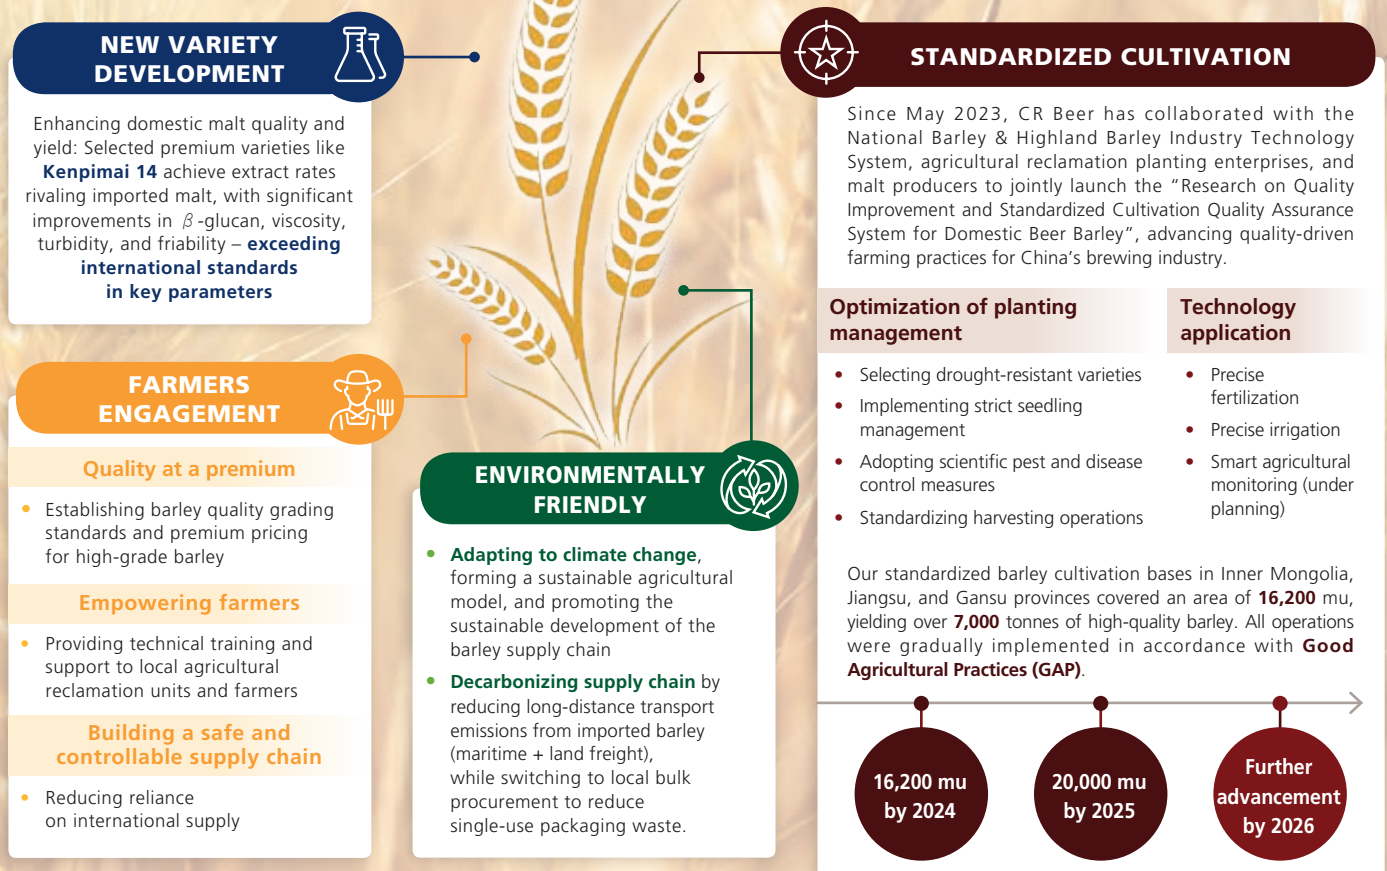 NEW VARIETY
DEVELOPMENT
Enhancing domestic malt quality and
yield: Selected premium varieties like
Kenpimai 14 achieve extract rates
rivaling imported malt, with significant
improvements in β-glucan, viscosity,
turbidity, and friability – exceeding
international standards
in key parameters
FARMERS
ENGAGEMENT
Quality at a premium
• Establishing barley quality grading
standards and premium pricing
for high-grade barley
Empowering farmers
• Providing technical training and
support to local agricultural
reclamation units and farmers
Building a safe and
controllable supply chain
• Reducing reliance
on international supply
ENVIRONMENTALLY
FRIENDLY
• Adapting to climate change,
forming a sustainable agricultural
model, and promoting the
sustainable development of the
barley supply chain
• Decarbonizing supply chain by
reducing long-distance transport
emissions from imported barley
(maritime + land freight),
while switching to local bulk
procurement to reduce
single-use packaging waste.
STANDARDIZED CULTIVATION
Since May 2023, CR Beer has collaborated with the
National Barley & Highland Barley Industry Technology
System, agricultural reclamation planting enterprises, and
malt producers to jointly launch the “Research on Quality
Improvement and Standardized Cultivation Quality Assurance
System for Domestic Beer Barley”, advancing quality-driven
farming practices for China’s brewing industry.
Optimization of planting
management
• Selecting drought-resistant varieties
• Implementing strict seedling
management
• Adopting scientific pest and disease
control measures
• Standardizing harvesting operations
Technology
application
• Precise
fertilization
• Precise irrigation
• Smart agricultural
monitoring (under
planning)
Our standardized barley cultivation bases in Inner Mongolia,
Jiangsu, and Gansu provinces covered an area of 16,200 mu,
yielding over 7,000 tonnes of high-quality barley. All operations
were gradually implemented in accordance with Good
Agricultural Practices (GAP).
16,200 mu
by 2024
20,000 mu
by 2025
Further
advancement
by 2026